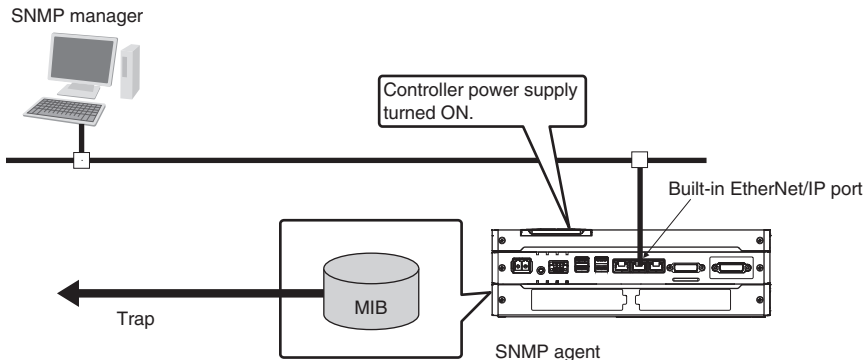 SNMP manager
Controller power supply
turned ON.
Built-in EtherNet/IP port
MIB
Trap
SNMP agent